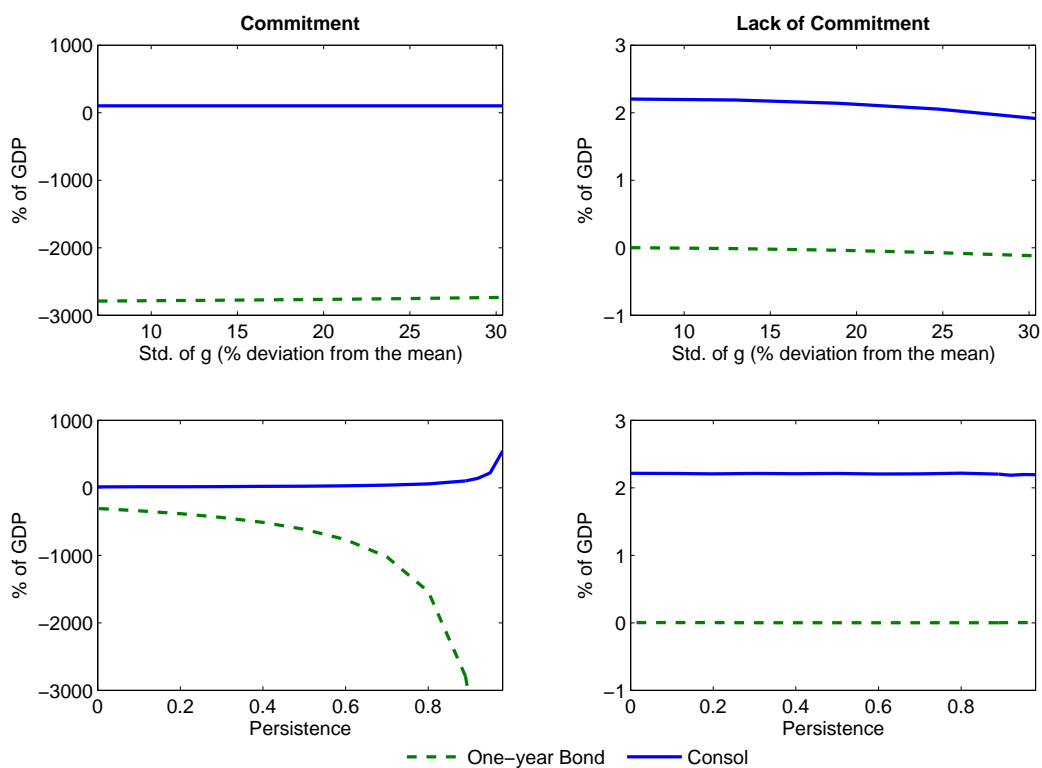 Commitment
Lack of Commitment
1000
0
−1000
−2000
−3000
% of GDP
10 15 20 25 30
Std. of g (% deviation from the mean)
3
2
1
0
−1
% of GDP
10 15 20 25 30
Std. of g (% deviation from the mean)
1000
0
−1000
−2000
−3000
% of GDP
0 0.2 0.4 0.6 0.8
Persistence
3
2
1
0
−1
% of GDP
0 0.2 0.4 0.6 0.8
Persistence
One−year Bond Consol